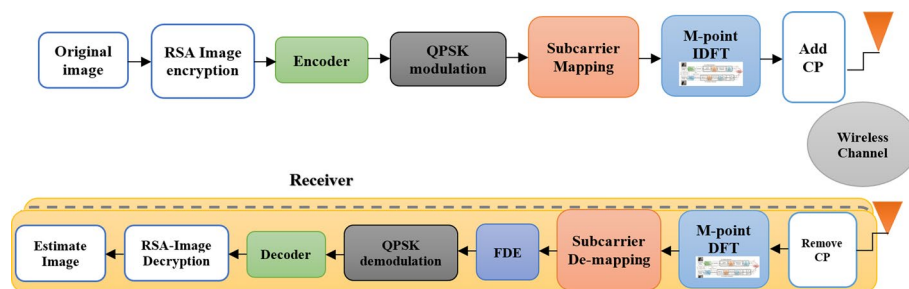 Original
image
RSA Image
encryption
Encoder
QPSK
modulation
Subcarrier
Mapping
M-point
IDFT
Add
CP
Wireless
Channel
Receiver
Estimate
Image
RSA-Image
Decryption
Decoder
QPSK
demodulation
FDE
Subcarrier
De-mapping
M-point
DFT
Remove
CP